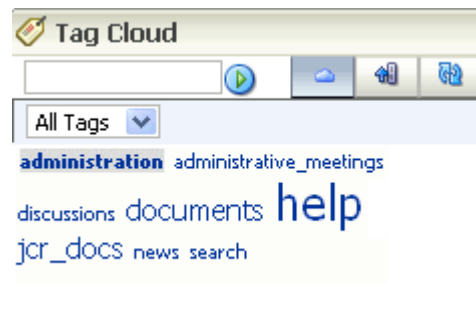 Tag Cloud
All Tags
administration administrative_meetings
discussions documents help
jcr_docs news search